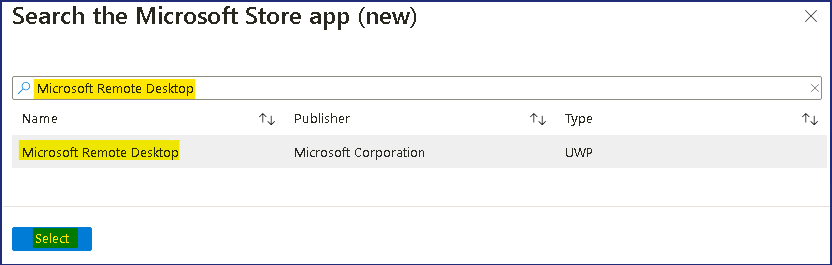 Search the Microsoft Store app (new)
Microsoft Remote Desktop
Name Publisher Type
Microsoft Remote Desktop Microsoft Corporation UWP
Select